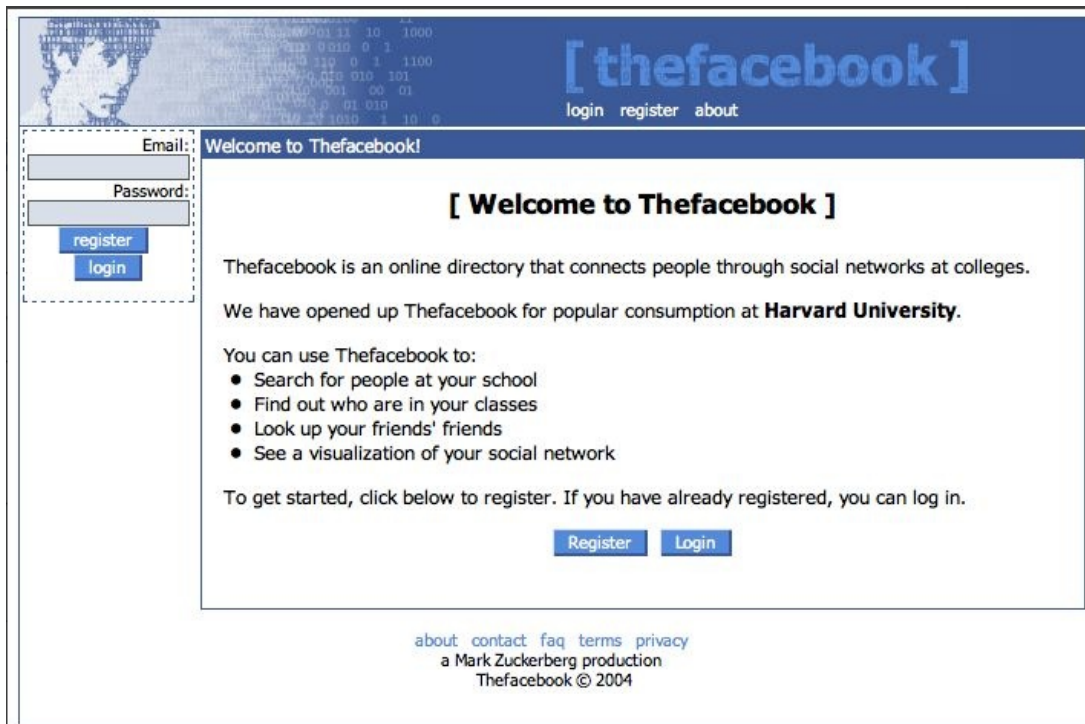 [ thefacebook ]
login register about
Email:
Password:
register
login
Welcome to Thefacebook!
[ Welcome to Thefacebook ]
Thefacebook is an online directory that connects people through social networks at colleges.
We have opened up Thefacebook for popular consumption at Harvard University.
You can use Thefacebook to:
● Search for people at your school
● Find out who are in your classes
● Look up your friends' friends
● See a visualization of your social network
To get started, click below to register. If you have already registered, you can log in.
Register Login
about contact faq terms privacy
a Mark Zuckerberg production
Thefacebook © 2004